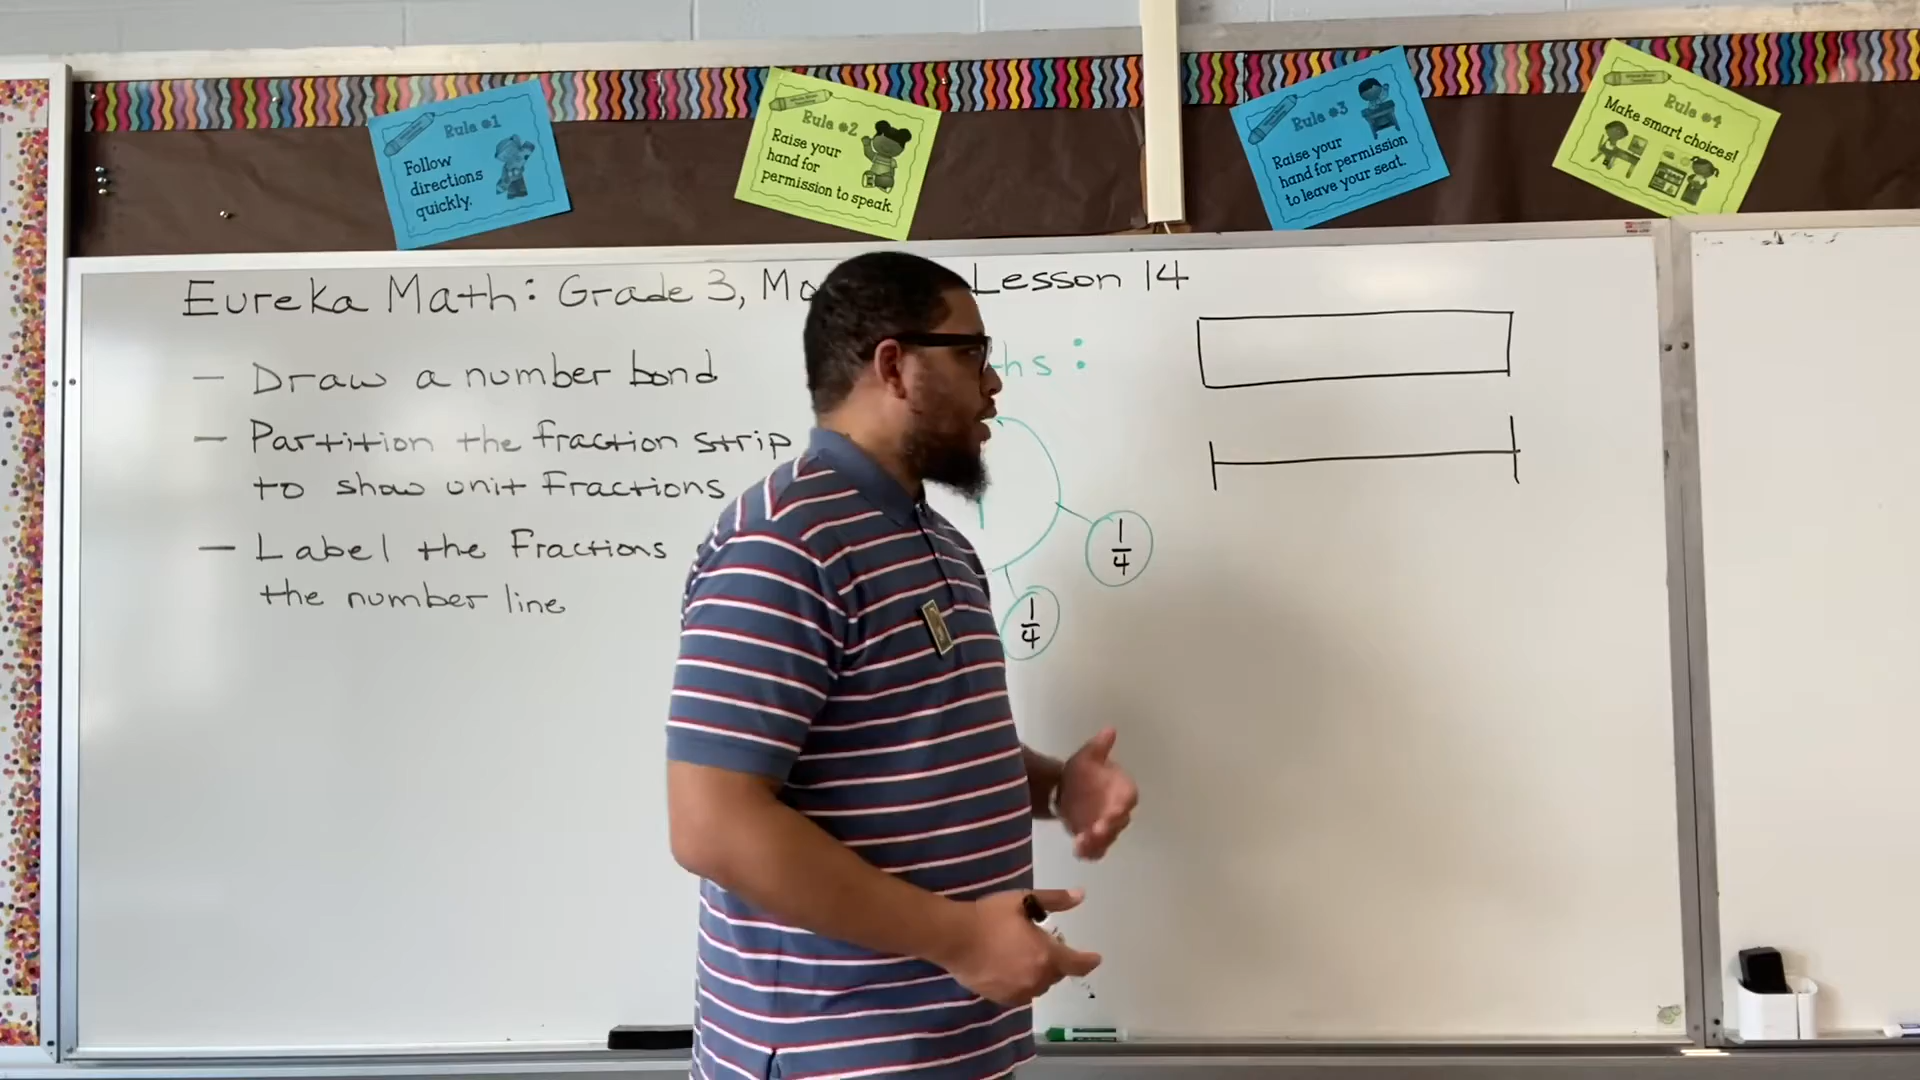 Rule #1
Follow
directions
quickly.
Rule #2
Raise your
hand for
permission to speak.
Rule #3
Raise your
hand for permission
to leave your seat.
Rule #4
Make smart choices!
Eureka Math: Grade 3, Mo Lesson 14
- Draw a number bond
- Partition the fraction strip
to show unit Fractions
- Label the Fractions
the number line
ths:
1/4
1/4